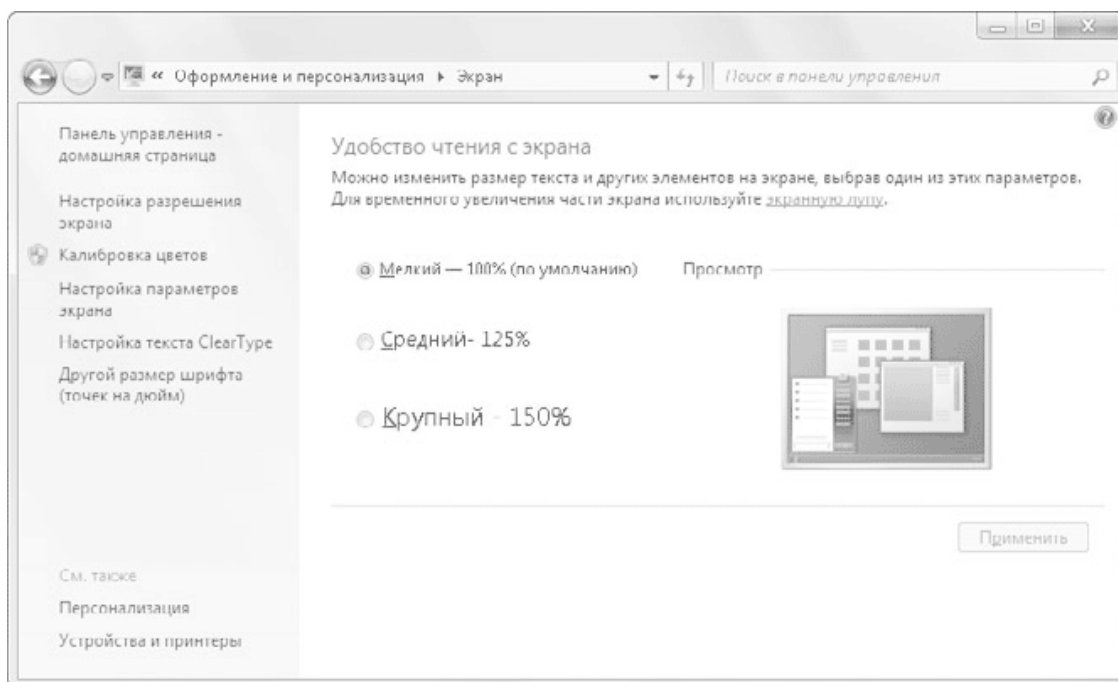 « Оформление и персонализация Экран
Поиск в панели управления
Панель управления -
домашняя страница
Настройка разрешения
экрана
Калибровка цветов
Настройка параметров
экрана
Настройка текста ClearType
Другой размер шрифта
(точек на дюйм)
См. также
Персонализация
Устройства и принтеры
Удобство чтения с экрана
Можно изменить размер текста и других элементов на экране, выбрав один из этих параметров.
Для временного увеличения части экрана используйте экранную лупу.
Мелкий — 100% (по умолчанию)
Просмотр
Средний- 125%
Крупный - 150%
Применить